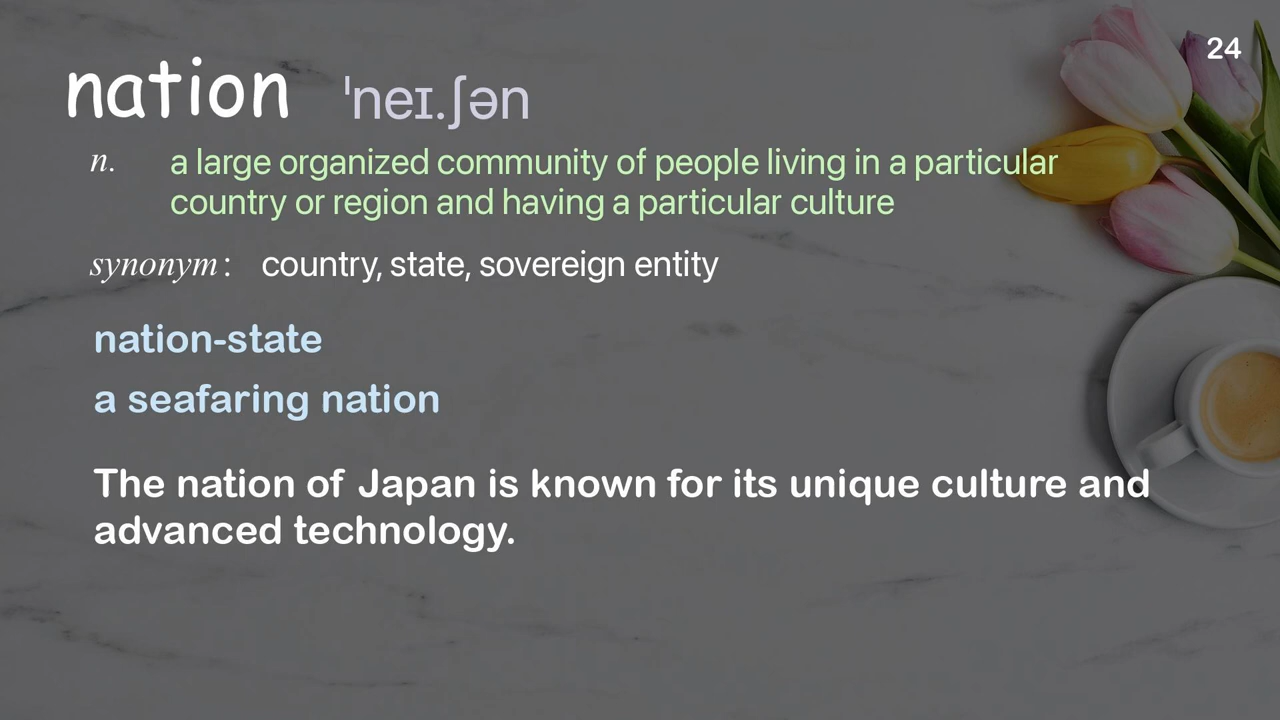 24
nation ˈneɪ.ʃən
n. a large organized community of people living in a particular
country or region and having a particular culture
synonym: country, state, sovereign entity
nation-state
a seafaring nation
The nation of Japan is known for its unique culture and
advanced technology.